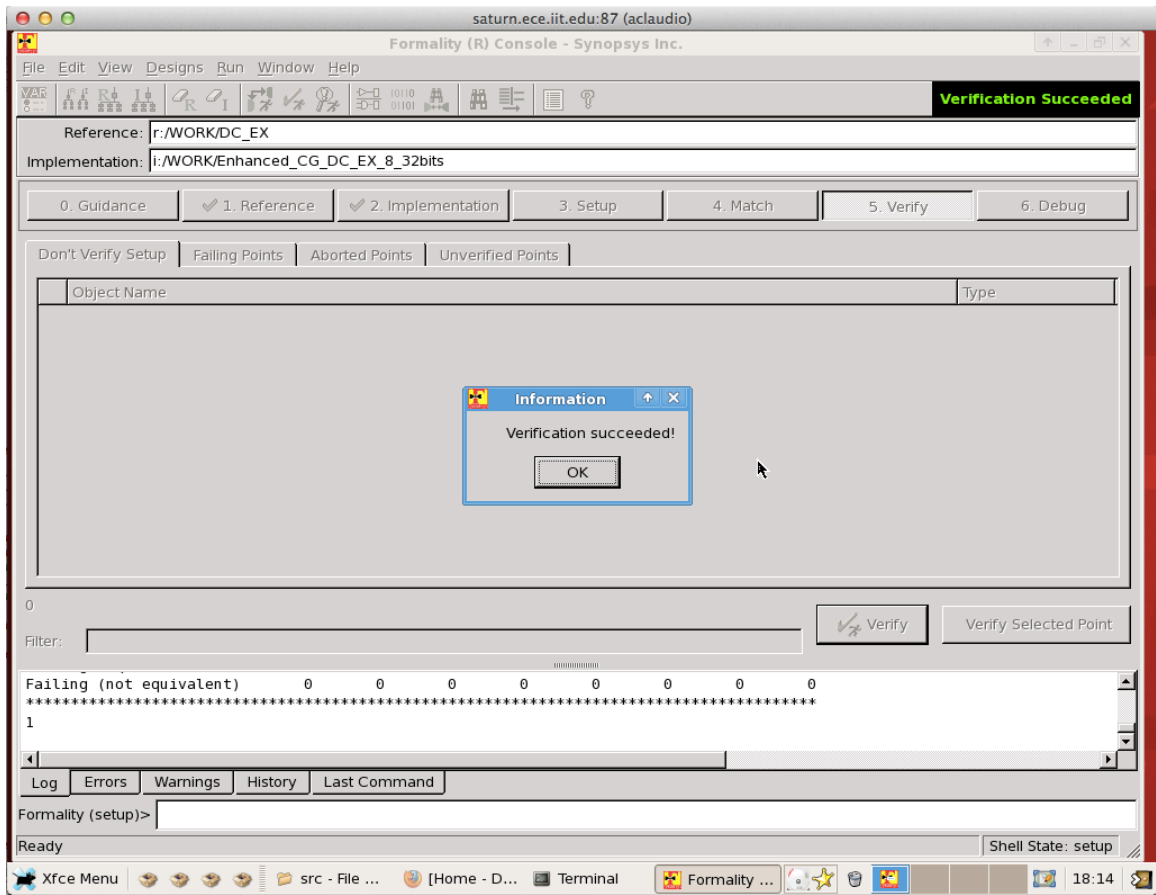 saturn.ece.iit.edu:87 (aclaudio)
Formality (R) Console - Synopsys Inc.
File Edit View Designs Run Window Help
Verification Succeeded
Reference: r:/WORK/DC_EX
Implementation: i:/WORK/Enhanced_CG_DC_EX_8_32bits
0. Guidance 1. Reference 2. Implementation 3. Setup 4. Match 5. Verify 6. Debug
Don't Verify Setup Failing Points Aborted Points Unverified Points
Object Name Type
Information
Verification succeeded!
OK
0
Filter: Verify Verify Selected Point
Failing (not equivalent) 0 0 0 0 0 0 0 0
****************************************************************************************
1
Log Errors Warnings History Last Command
Formality (setup)>
Ready Shell State: setup
Xfce Menu src - File ... [Home - D... Terminal Formality ... 18:14